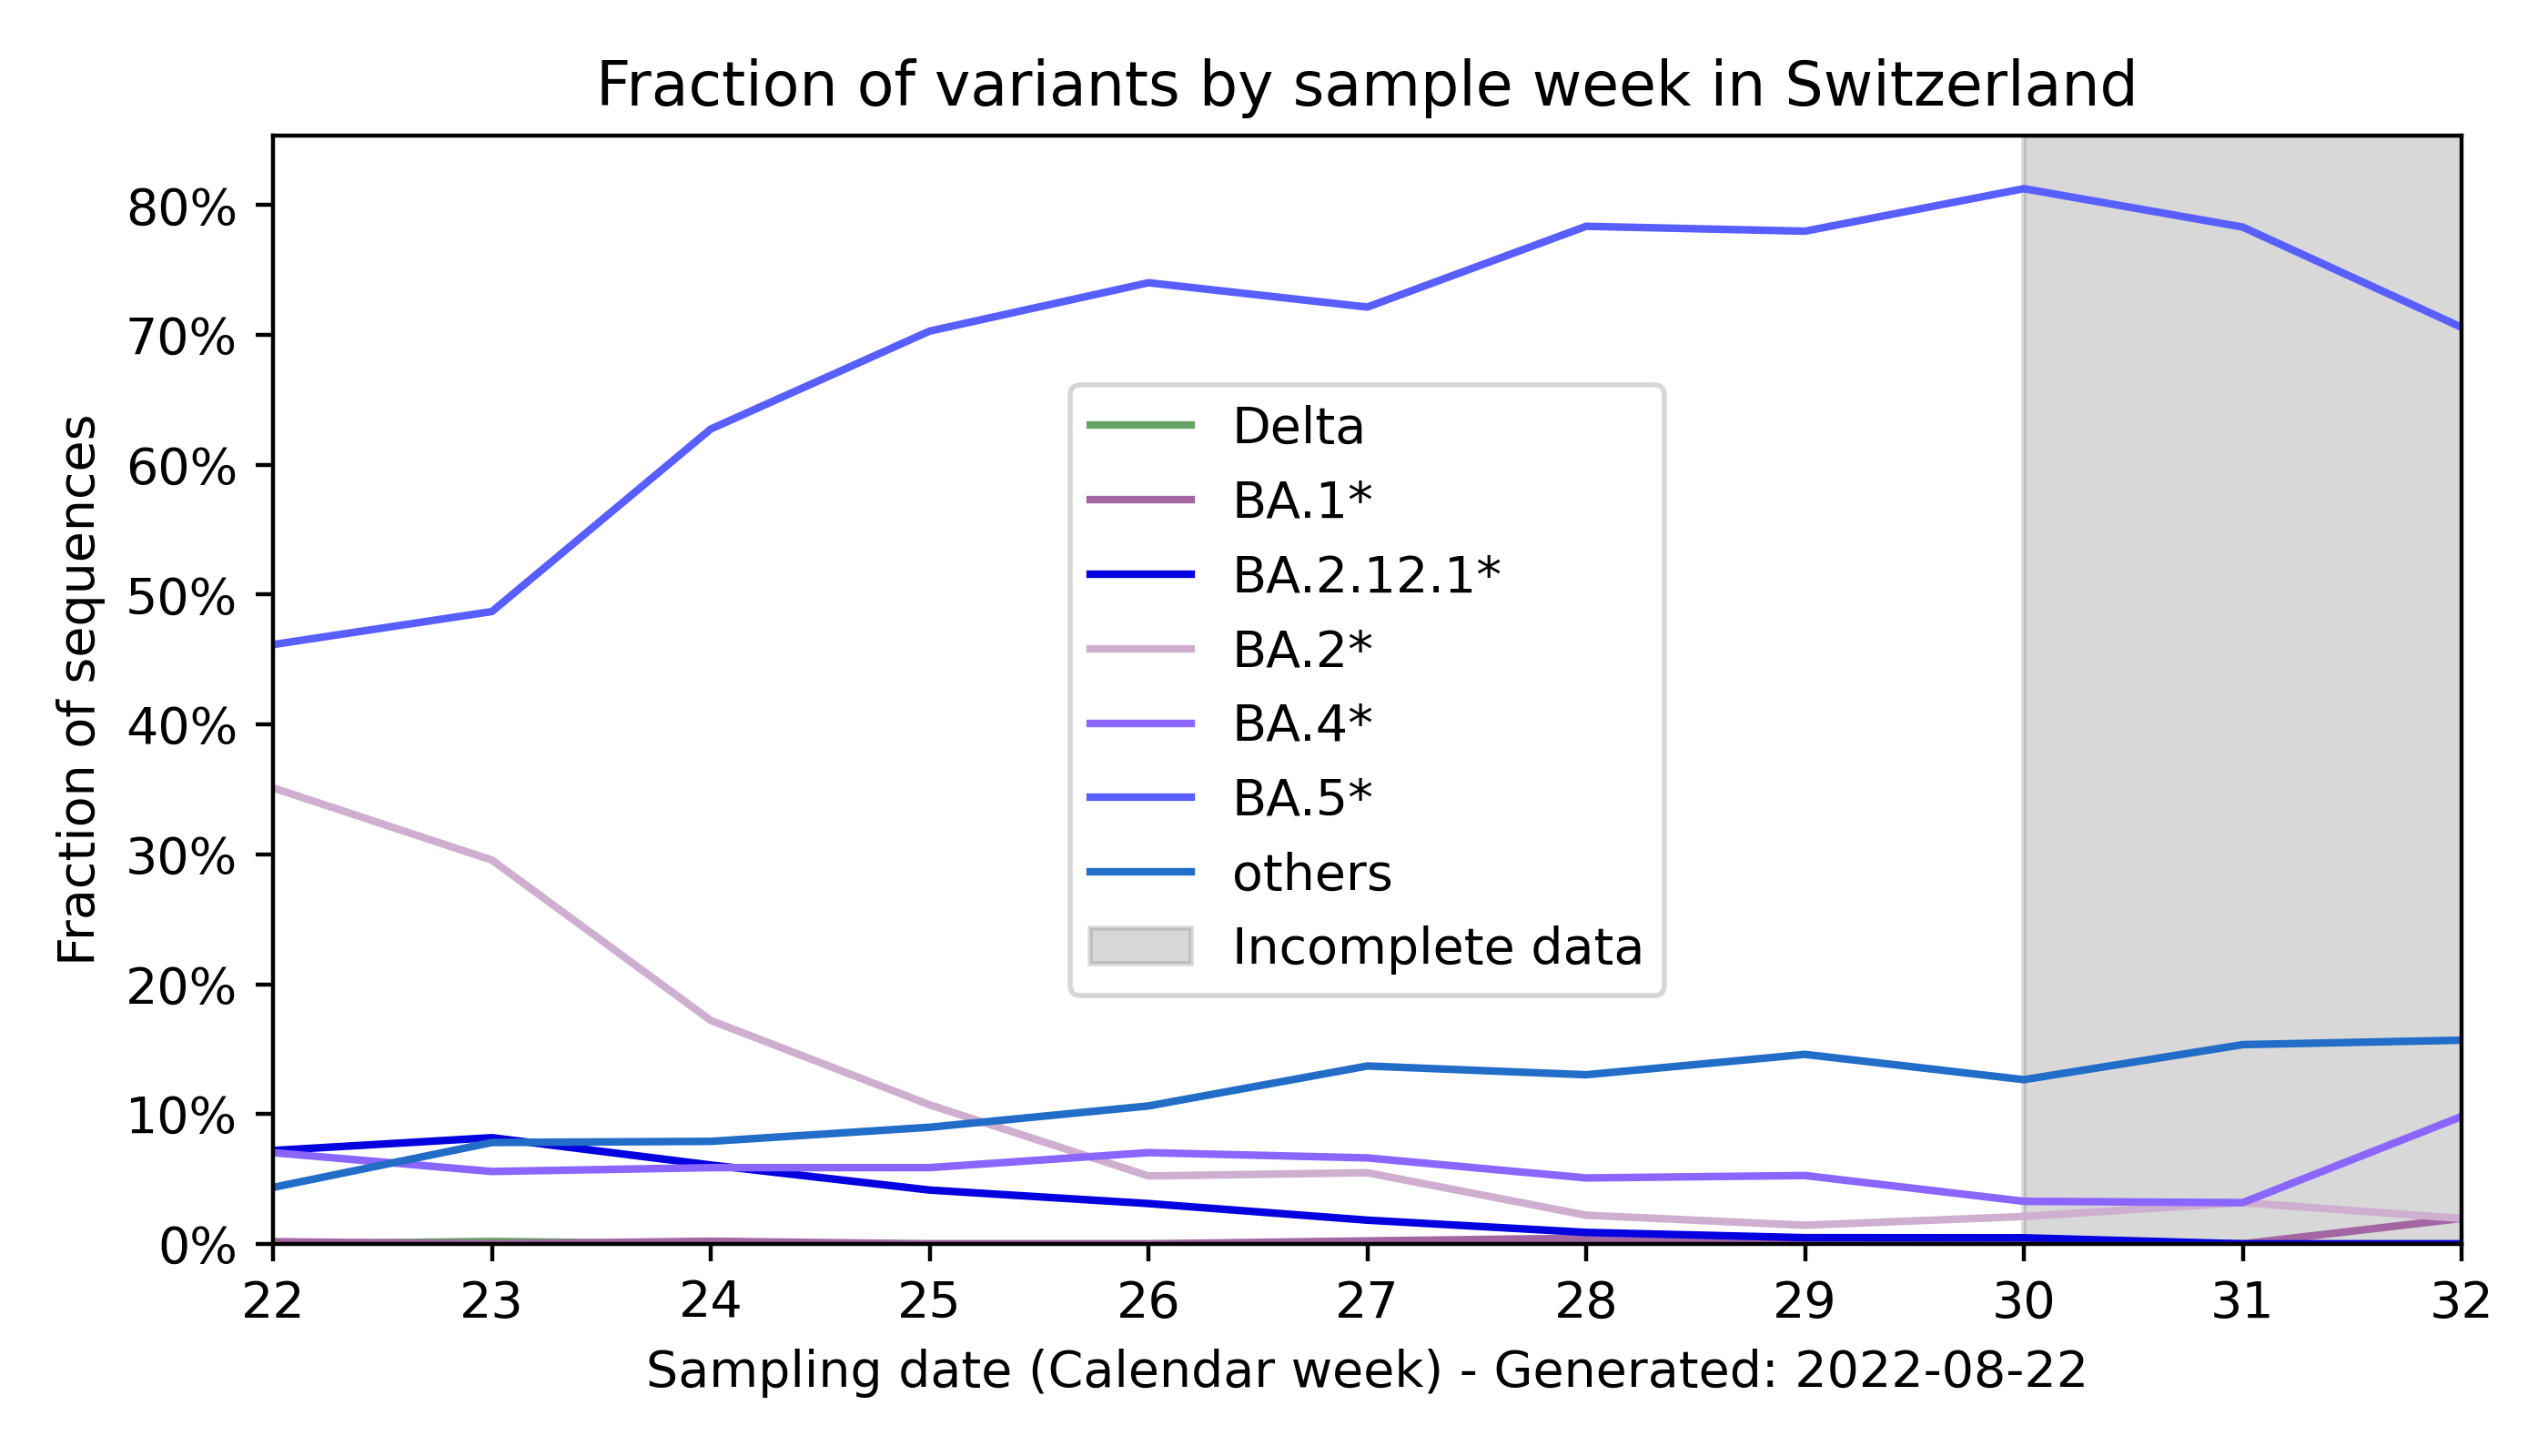 Fraction of variants by sample week in Switzerland
Fraction of sequences
80%
70%
60%
50%
40%
30%
20%
10%
0%
Delta
BA.1*
BA.2.12.1*
BA.2*
BA.4*
BA.5*
others
Incomplete data
22 23 24 25 26 27 28 29 30 31 32
Sampling date (Calendar week) - Generated: 2022-08-22